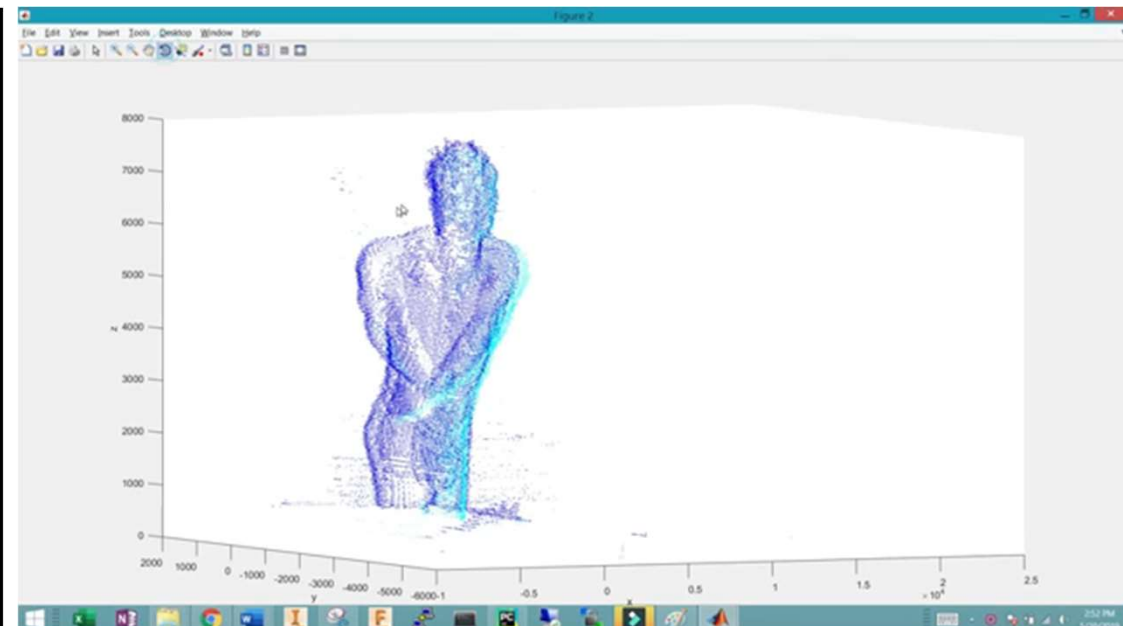 Figure 2
File Edit View Insert Tools Desktop Window Help
8000
7000
6000
5000
z 4000
3000
2000
1000
0
2000 1000 0 -1000 -2000 -3000 -4000 -5000 -6000-1 -0.5 0 0.5 1 1.5 2 2.5
y x × 10⁴
2:52 PM